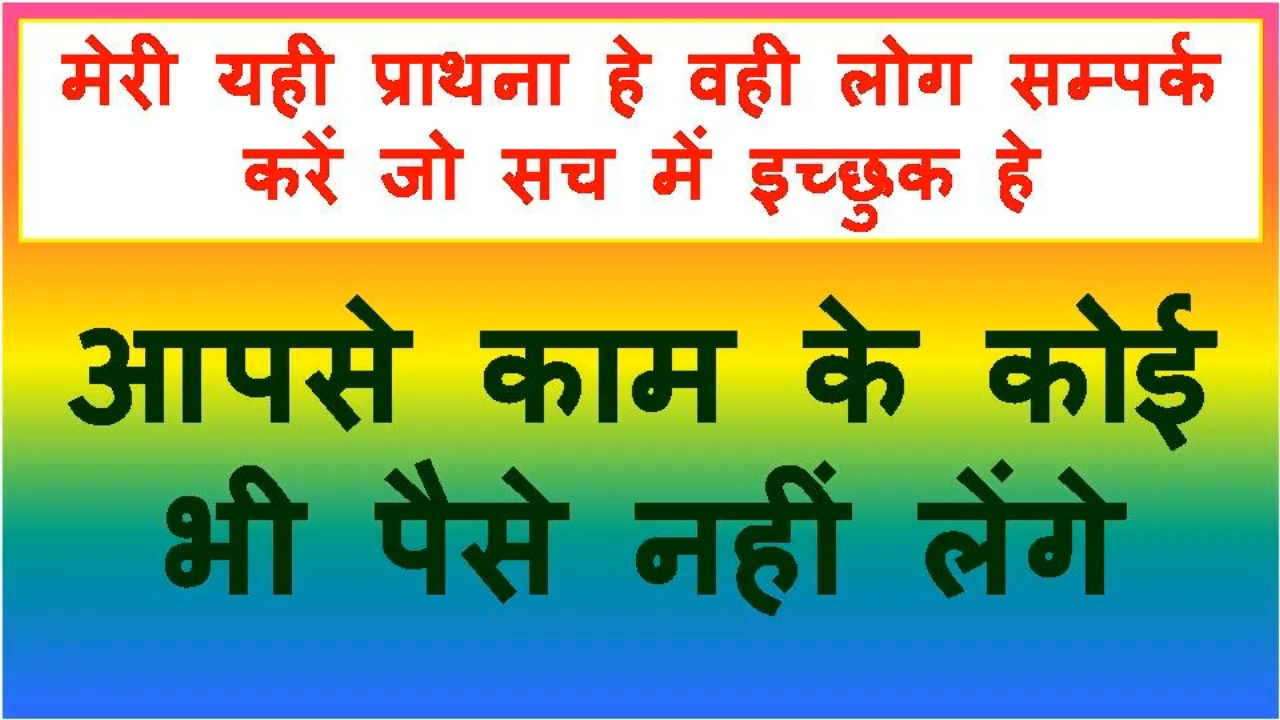 मेरी यही प्राथना हे वही लोग सम्पर्क
करें जो सच में इच्छुक हे
आपसे काम के कोई
भी पैसे नहीं लेंगे